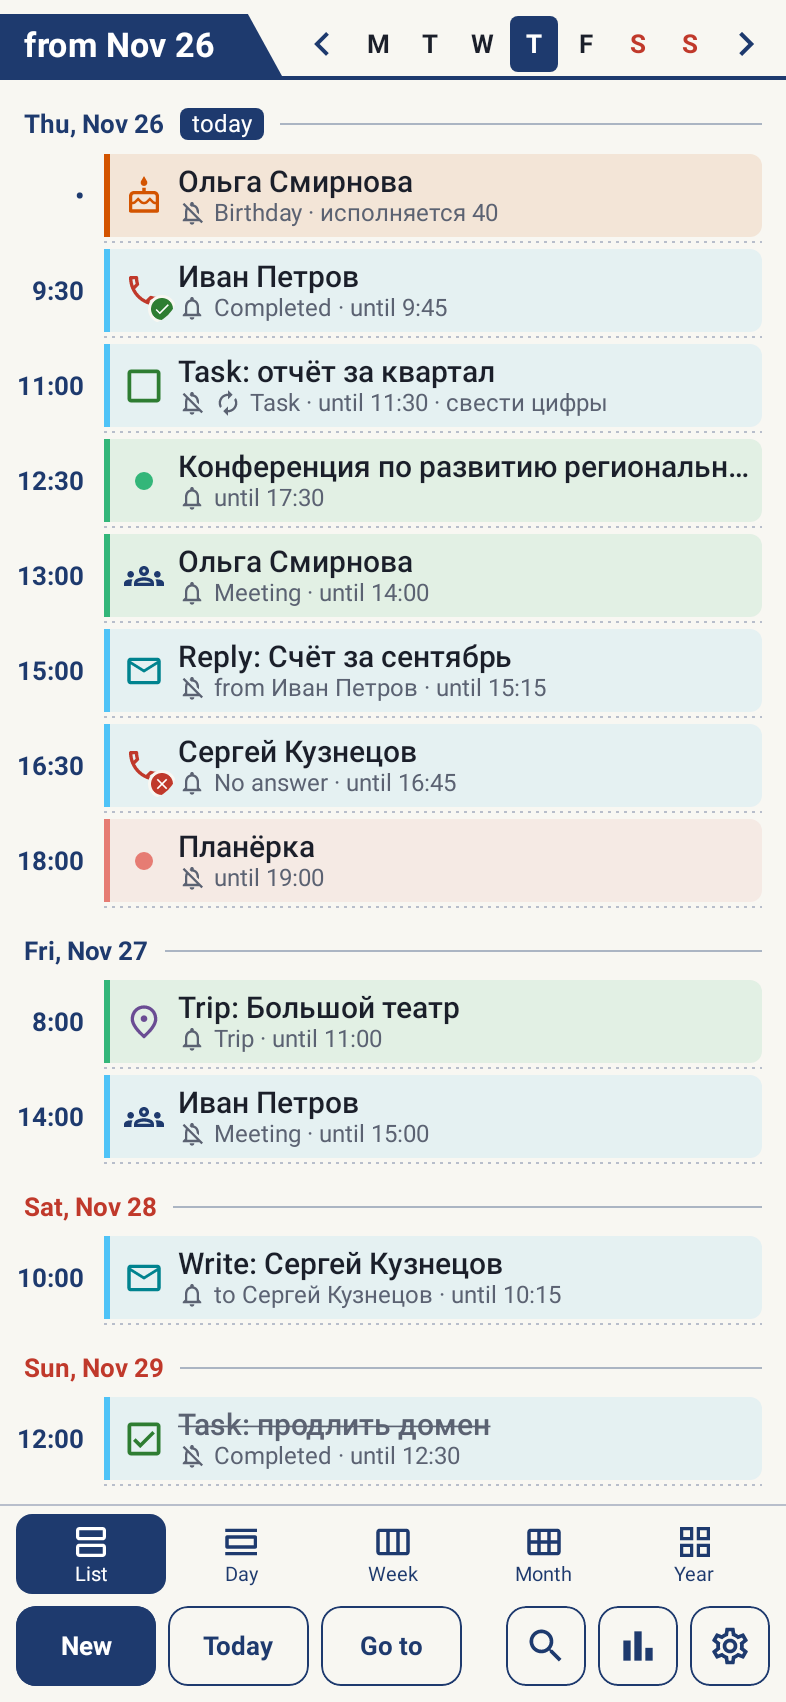 from Nov 26
M T W T F S S
Thu, Nov 26 today
Ольга Смирнова
Birthday · исполняется 40
9:30
Иван Петров
Completed · until 9:45
11:00
Task: отчёт за квартал
Task · until 11:30 · свести цифры
12:30
Конференция по развитию региональн...
until 17:30
13:00
Ольга Смирнова
Meeting · until 14:00
15:00
Reply: Счёт за сентябрь
from Иван Петров · until 15:15
16:30
Сергей Кузнецов
No answer · until 16:45
18:00
Планёрка
until 19:00
Fri, Nov 27
8:00
Trip: Большой театр
Trip · until 11:00
14:00
Иван Петров
Meeting · until 15:00
Sat, Nov 28
10:00
Write: Сергей Кузнецов
to Сергей Кузнецов · until 10:15
Sun, Nov 29
12:00
Task: продлить домен
Completed · until 12:30
List Day Week Month Year
New Today Go to